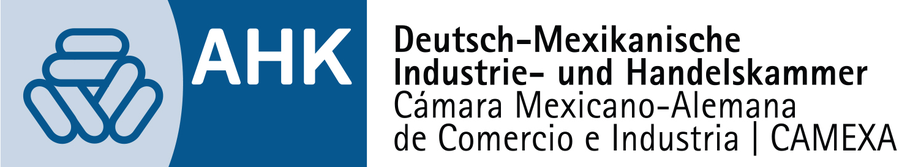 AHK
Deutsch-Mexikanische
Industrie- und Handelskammer
Cámara Mexicano-Alemana
de Comercio e Industria | CAMEXA